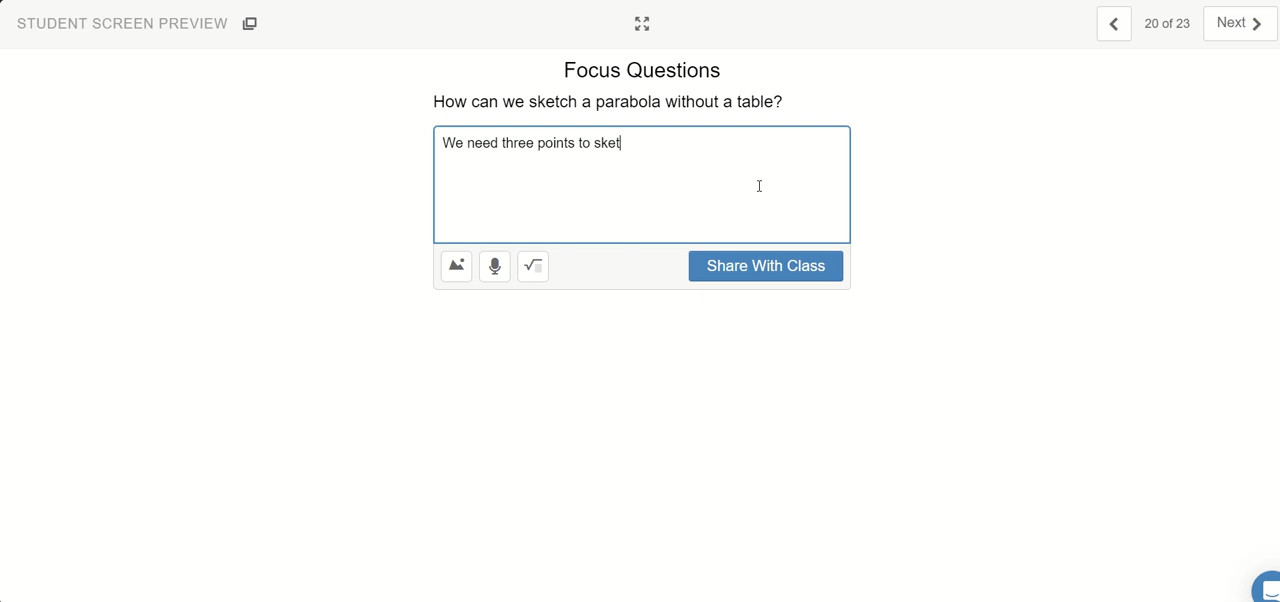 STUDENT SCREEN PREVIEW
20 of 23
Next
Focus Questions
How can we sketch a parabola without a table?
We need three points to sket
Share With Class